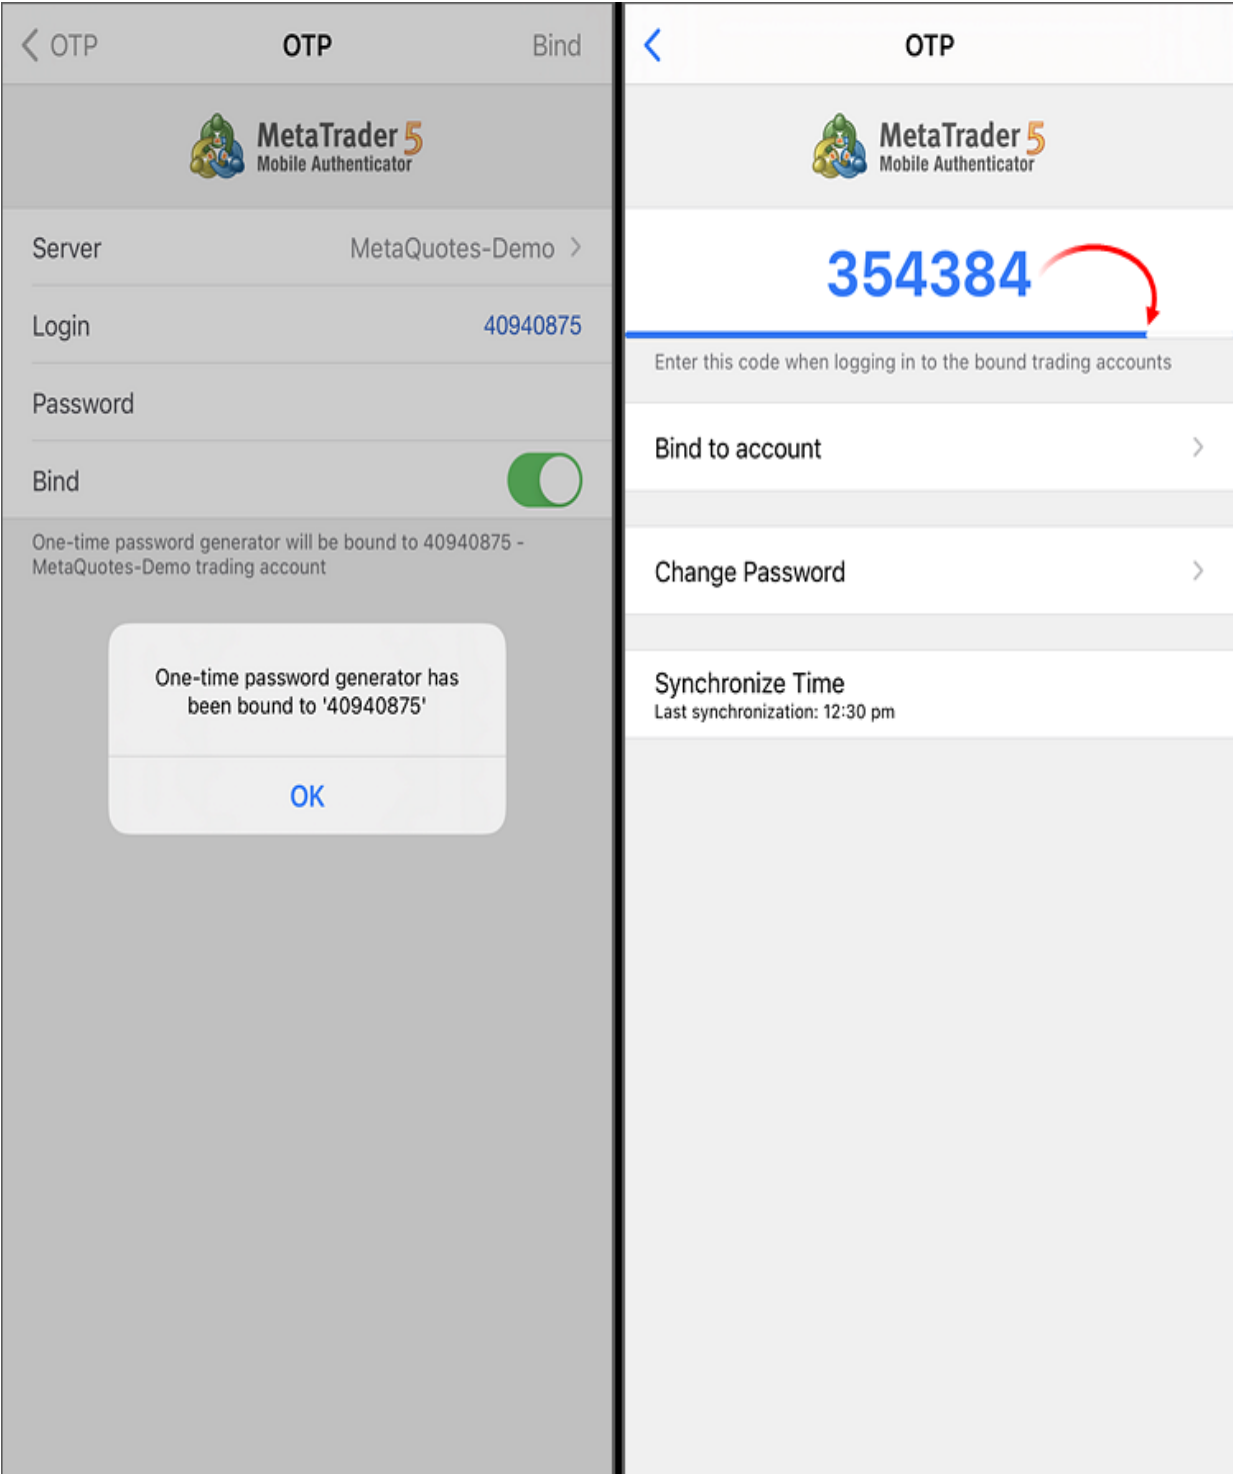 OTP OTP Bind
MetaTrader 5
Mobile Authenticator
Server MetaQuotes-Demo
Login 40940875
Password
Bind
One-time password generator will be bound to 40940875 -
MetaQuotes-Demo trading account
One-time password generator has
been bound to '40940875'
OK
OTP
MetaTrader 5
Mobile Authenticator
354384
Enter this code when logging in to the bound trading accounts
Bind to account
Change Password
Synchronize Time
Last synchronization: 12:30 pm